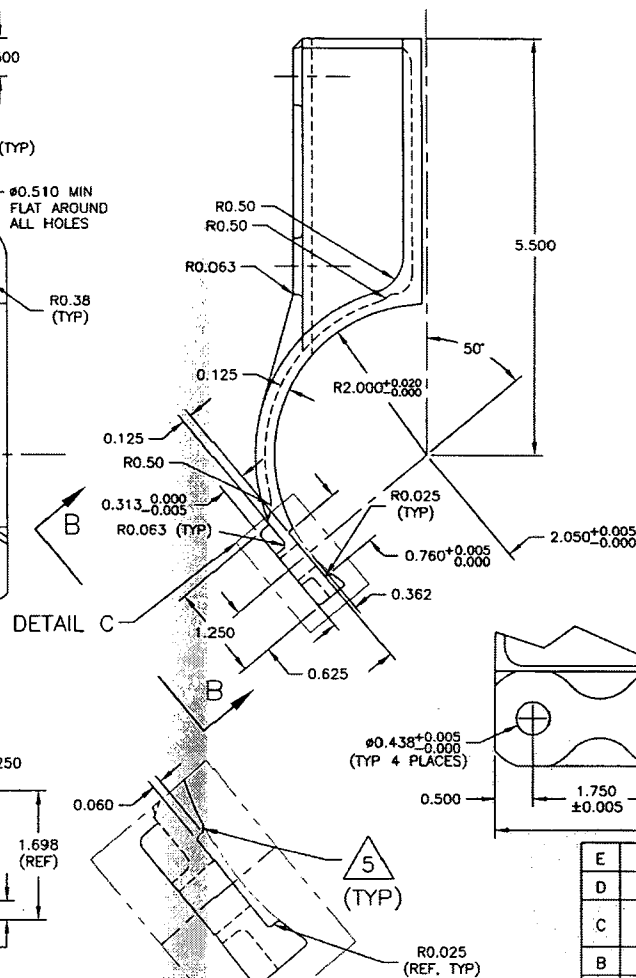 (TYP)
ø0.510 MIN
FLAT AROUND
ALL HOLES
R0.38
(TYP)
R0.50
R0.50
R0.063
5.500
50°
0.125
R2.000+0.020
-0.000
0.125
R0.50
0.313 0.000
-0.005
R0.063 (TYP)
R0.025
(TYP)
B
0.760+0.005
0.000
2.050+0.005
-0.000
0.362
DETAIL C
1.250
0.625
B
ø0.438+0.005
-0.000
(TYP 4 PLACES)
0.500
1.750
±0.005
0.060
1.698
(REF)
5
(TYP)
R0.025
(REF, TYP)
E
D
C
B